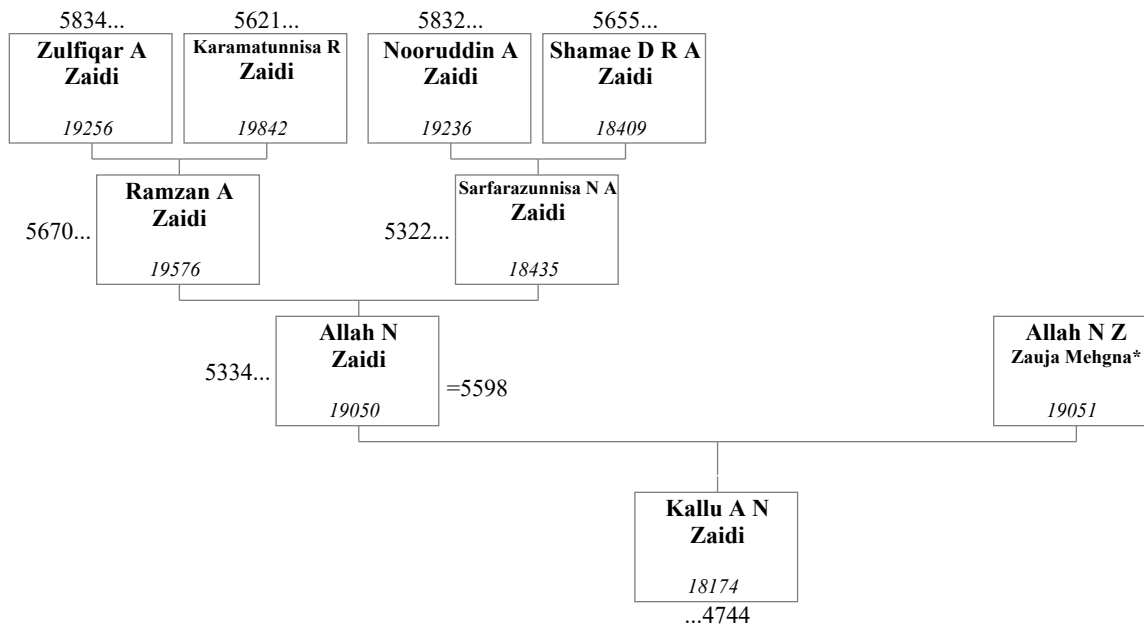 5834...
5621...
5832...
5655...
Zulfiqar A
Zaidi
19256
Karamatunnisa R
Zaidi
19842
Nooruddin A
Zaidi
19236
Shamae D R A
Zaidi
18409
5670...
Ramzan A
Zaidi
19576
5322...
Sarfarazunnisa N A
Zaidi
18435
5334...
Allah N
Zaidi
19050
=5598
Allah N Z
Zauja Mehgna*
19051
Kallu A N
Zaidi
18174
...4744